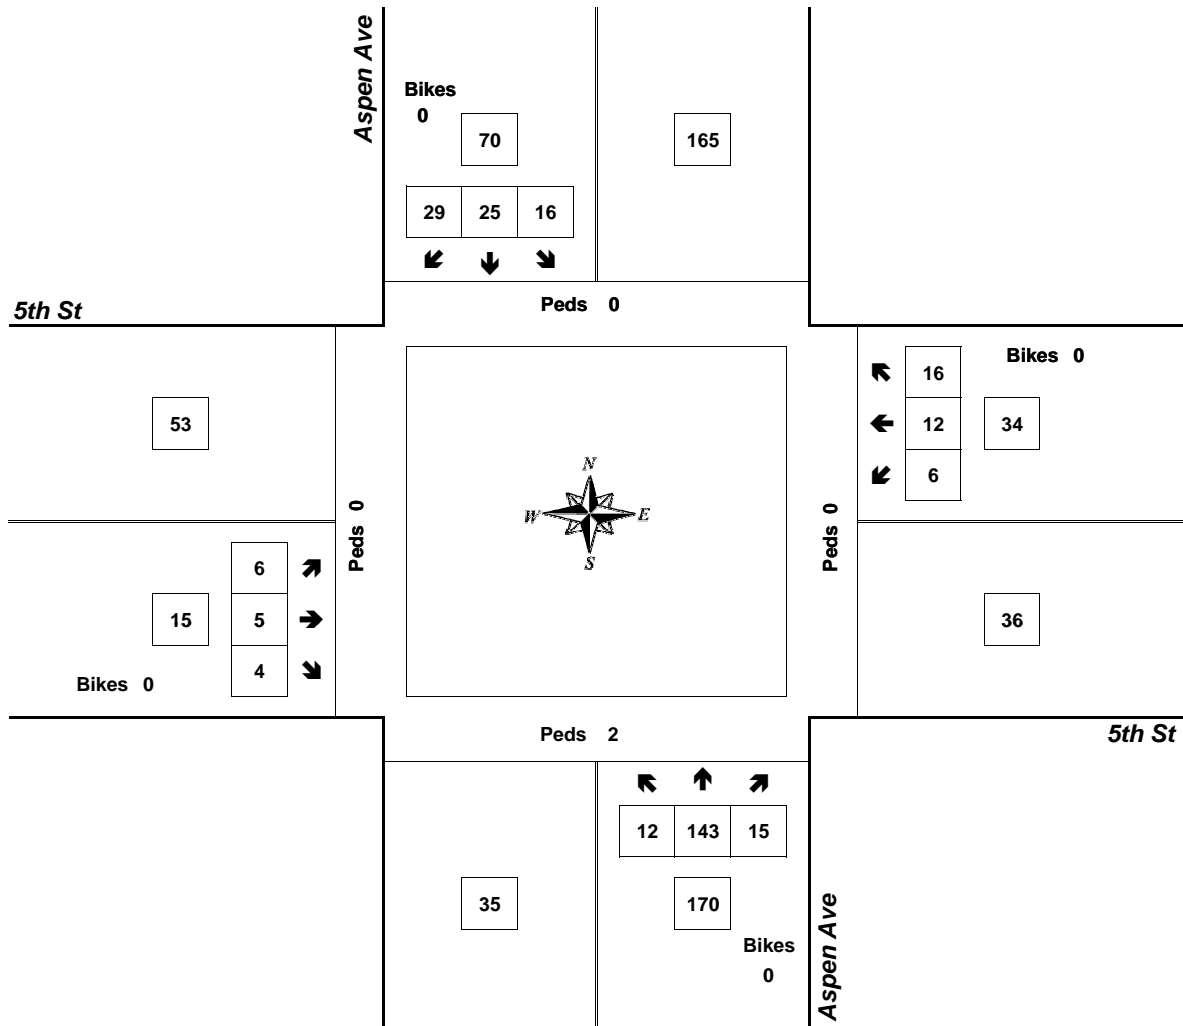 Aspen Ave
Bikes
0
70
165
29 25 16
Peds 0
5th St
Bikes 0
16
12
6
34
53
N
W E
S
Peds 0
Peds 0
6
5
4
15
Bikes 0
36
Peds 2
5th St
12 143 15
35
170
Bikes
0
Aspen Ave